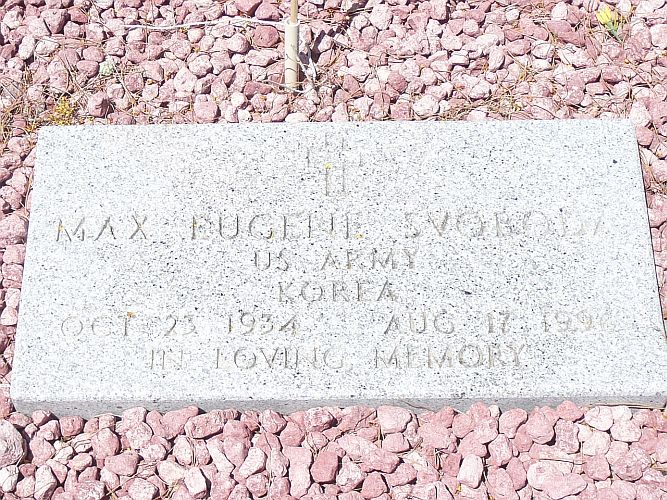 MAX EUGENE SVOBODA
US ARMY
KOREA
OCT 23 1934 AUG 17
IN LOVING MEMORY